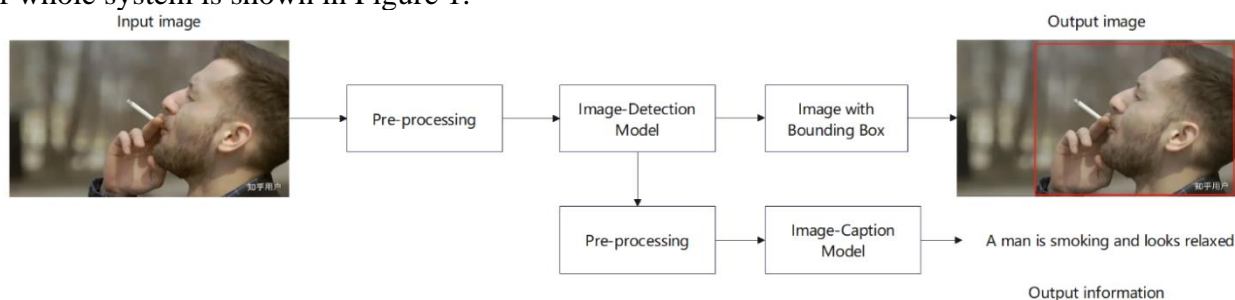 whole system is shown in Figure 1.
Input image
Output image
Pre-processing
Image-Detection
Model
Image with
Bounding Box
知乎用户
知乎用户
Pre-processing
Image-Caption
Model
A man is smoking and looks relaxed
Output information